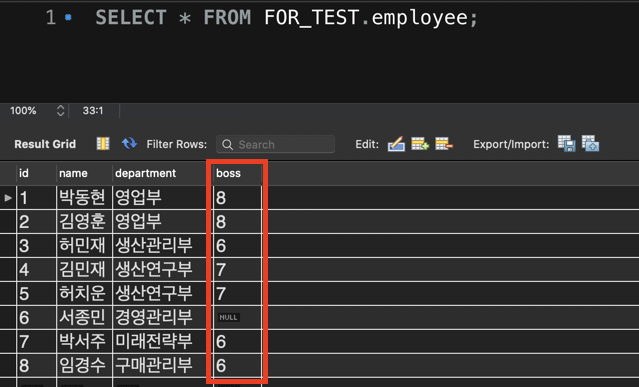 1 SELECT * FROM FOR_TEST.employee;
100% 33:1
Result Grid Filter Rows: Search Edit: Export/Import:
id name department boss
1 박동현 영업부 8
2 김영훈 영업부 8
3 허민재 생산관리부 6
4 김민재 생산연구부 7
5 허치운 생산연구부 7
6 서종민 경영관리부 NULL
7 박서주 미래전략부 6
8 임경수 구매관리부 6